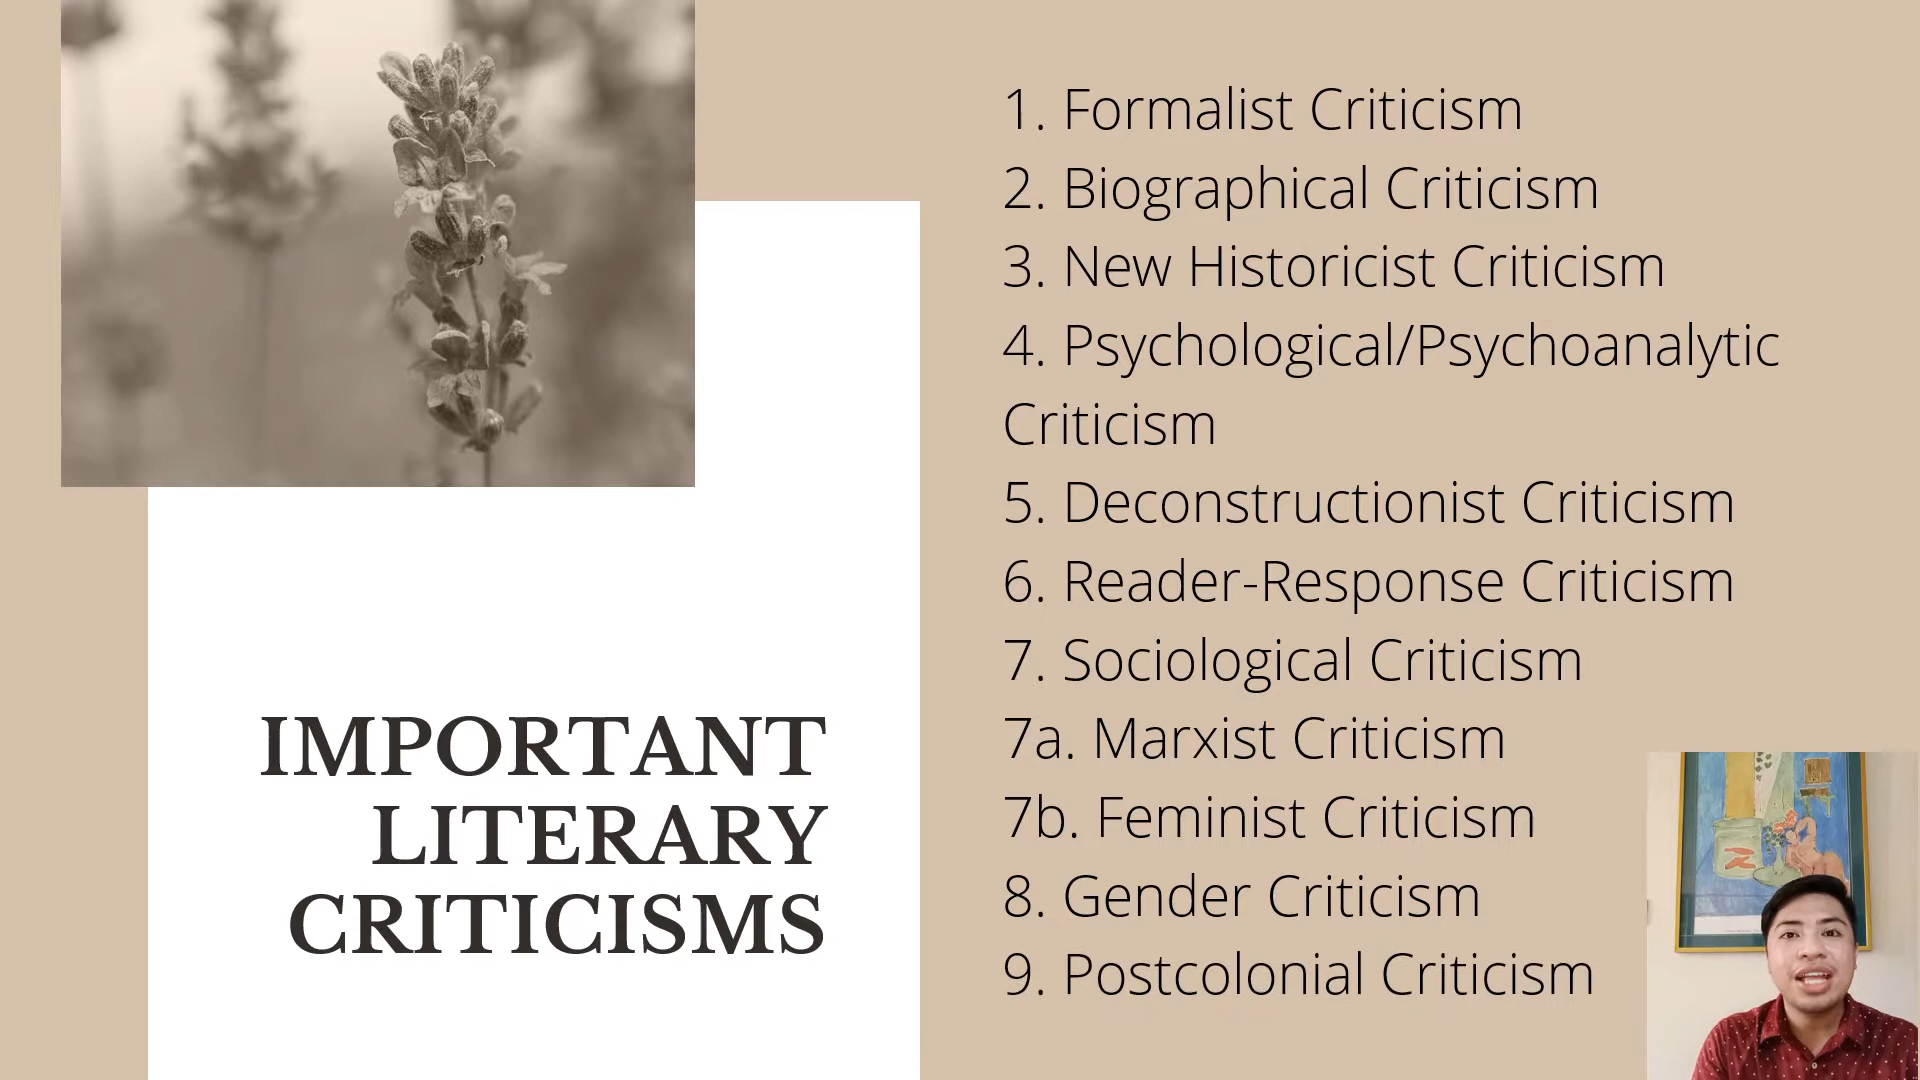 IMPORTANT
LITERARY
CRITICISMS
1. Formalist Criticism
2. Biographical Criticism
3. New Historicist Criticism
4. Psychological/Psychoanalytic
Criticism
5. Deconstructionist Criticism
6. Reader-Response Criticism
7. Sociological Criticism
7a. Marxist Criticism
7b. Feminist Criticism
8. Gender Criticism
9. Postcolonial Criticism